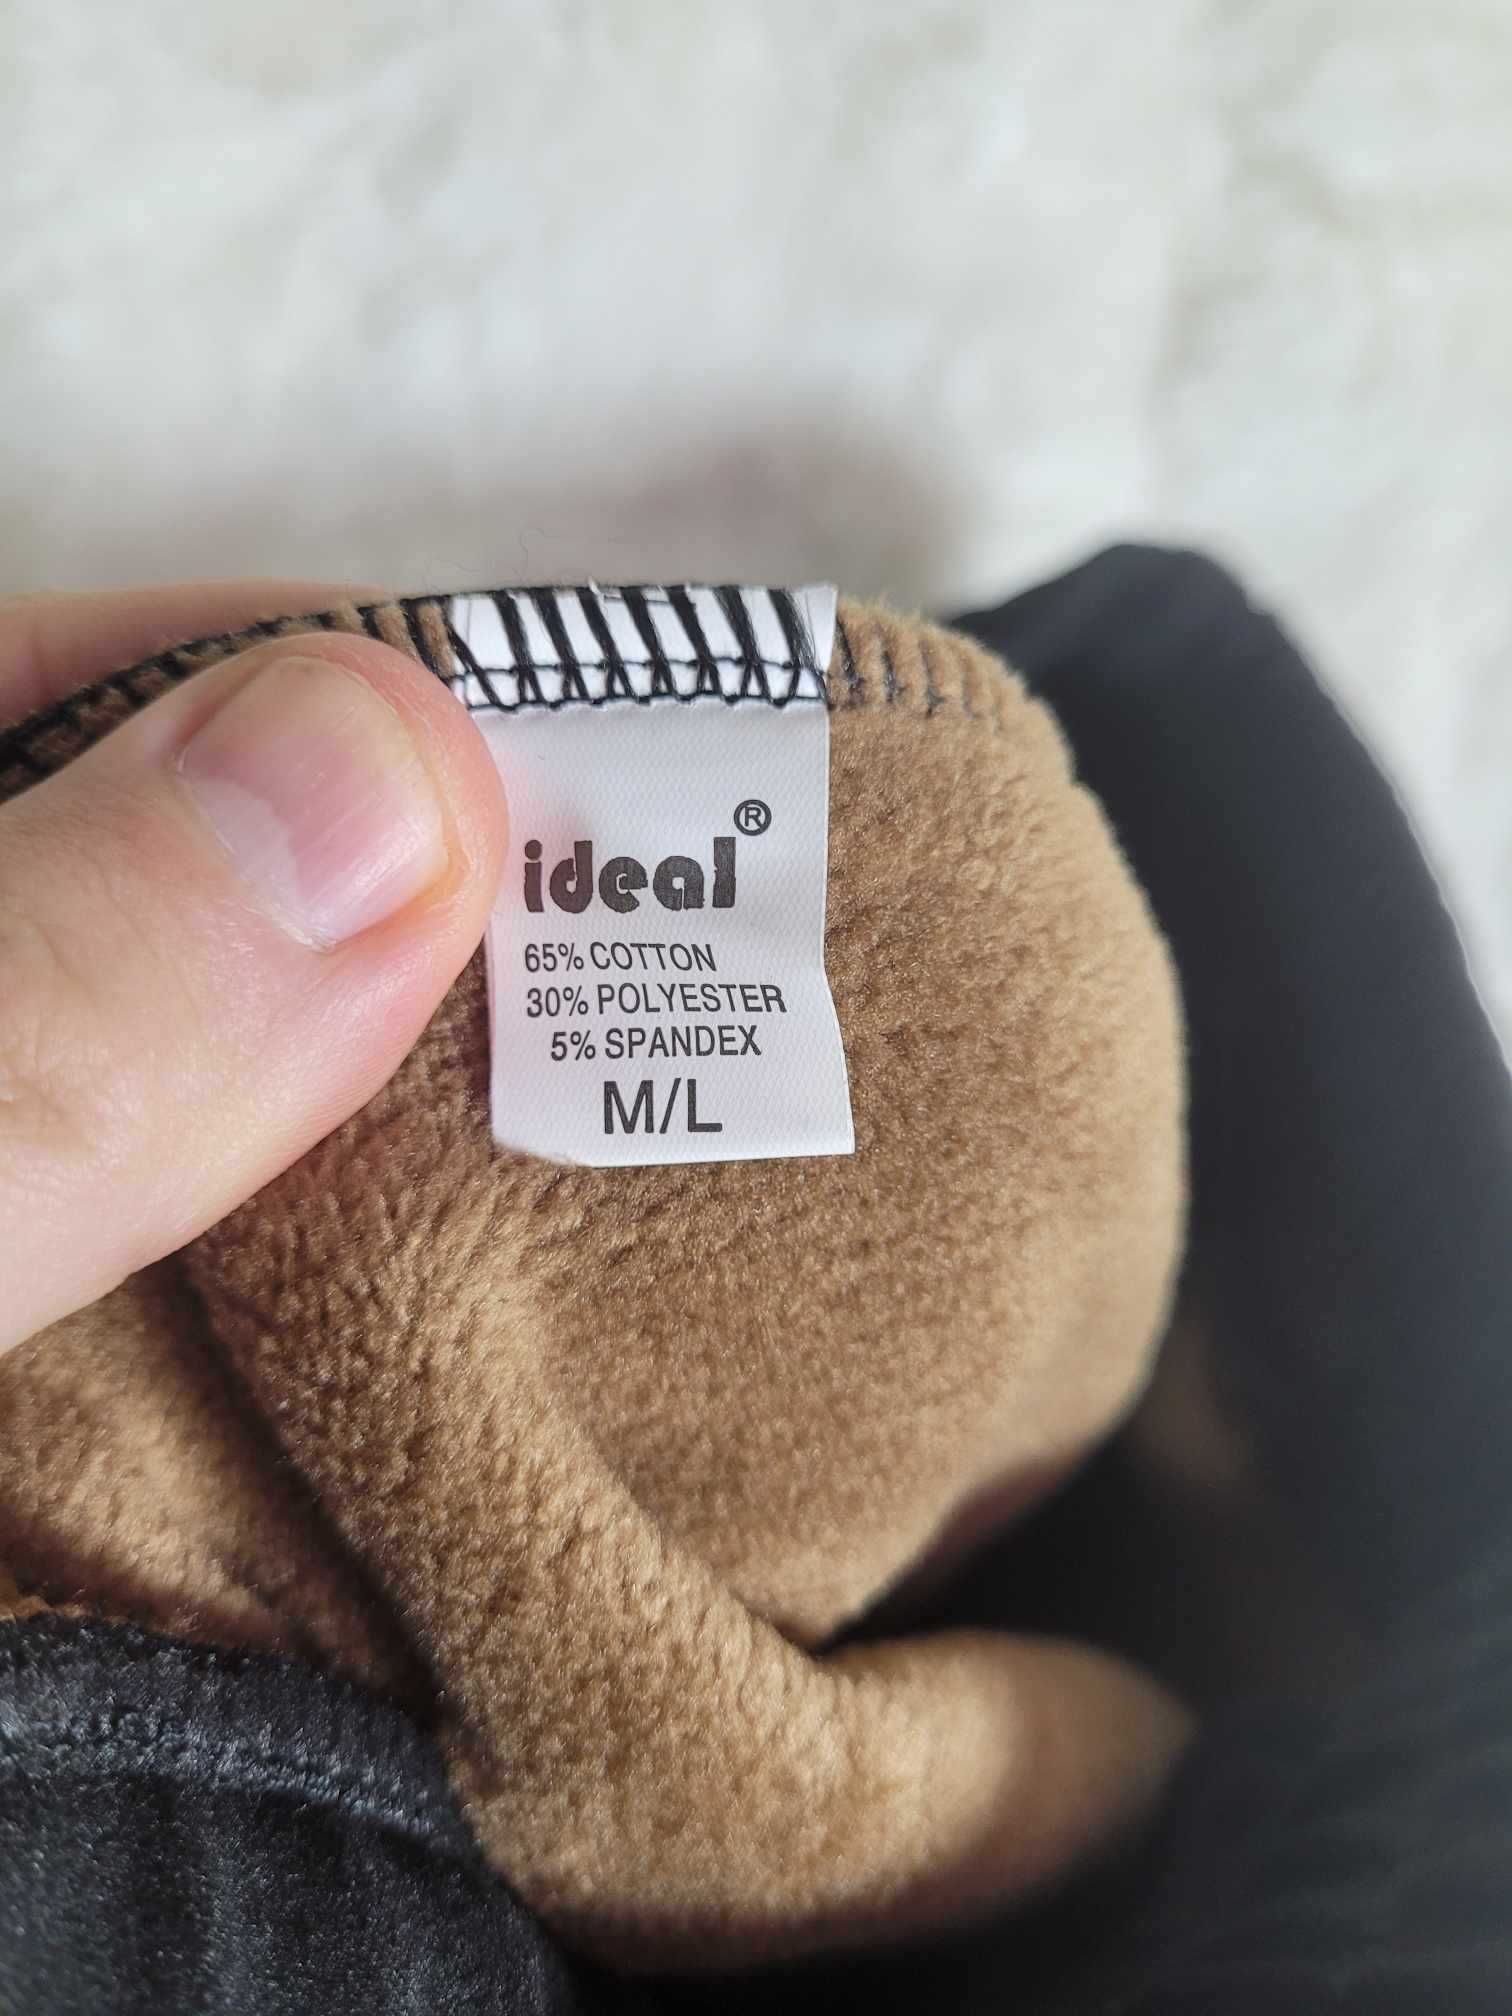 ideal®
65% COTTON
30% POLYESTER
5% SPANDEX
M/L